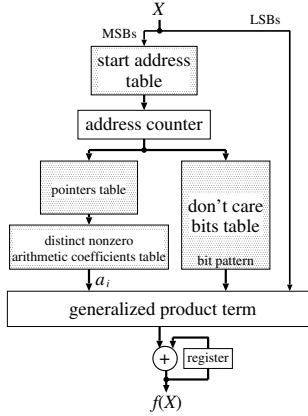 X
MSBs
LSBs
start address
table
address counter
pointers table
don't care
bits table
distinct nonzero
arithmetic coefficients table
bit pattern
a i
generalized product term
+
register
f(X)